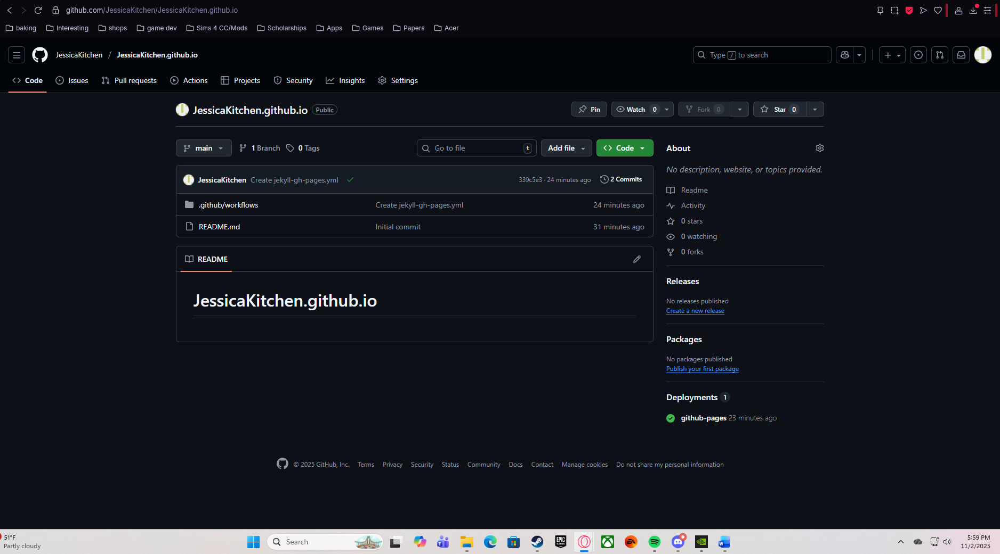 github.com/JessicaKitchen/JessicaKitchen.github.io
baking Interesting shops game dev Sims 4 CC/Mods Scholarships Apps Games Papers Acer
JessicaKitchen / JessicaKitchen.github.io
Type / to search
Code Issues Pull requests Actions Projects Security Insights Settings
JessicaKitchen.github.io Public
Pin Watch 0 Fork 0 Star 0
main 1 Branch 0 Tags
Go to file t Add file Code
JessicaKitchen Create jekyll-gh-pages.yml 339c5e3 · 24 minutes ago 2 Commits
.github/workflows Create jekyll-gh-pages.yml 24 minutes ago
README.md Initial commit 31 minutes ago
README
JessicaKitchen.github.io
About
No description, website, or topics provided.
Readme
Activity
0 stars
0 watching
0 forks
Releases
No releases published
Create a new release
Packages
No packages published
Publish your first package
Deployments 1
github-pages 23 minutes ago
© 2025 GitHub, Inc. Terms Privacy Security Status Community Docs Contact Manage cookies Do not share my personal information
51°F
Partly cloudy
Search
EPIC GAMES
EA
5:59 PM
11/2/2025